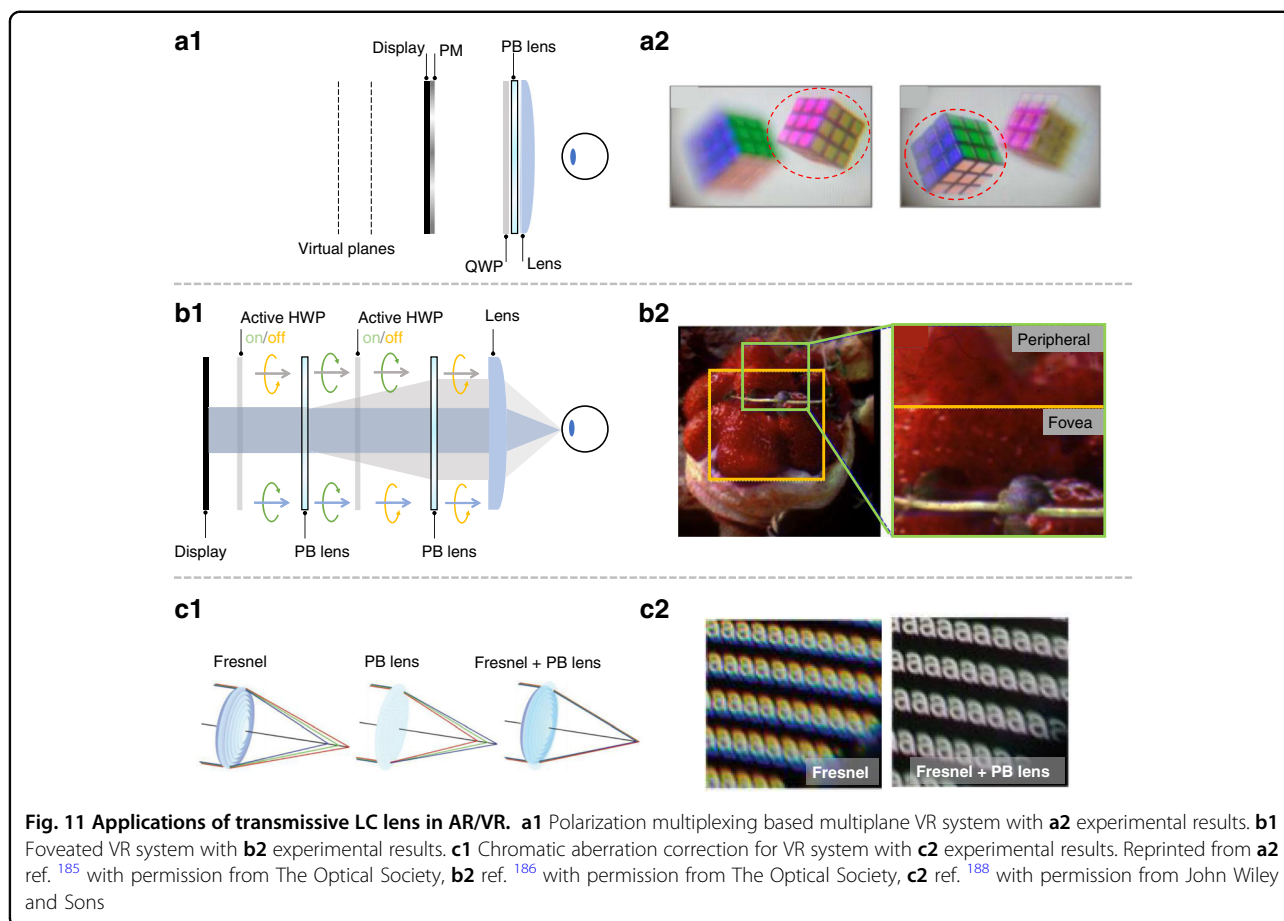 a1
Display PM
PB lens
Virtual planes
QWP
Lens
a2
b1
Active HWP
on/off
Active HWP
on/off
Lens
Display
PB lens
PB lens
b2
Peripheral
Fovea
c1
Fresnel
PB lens
Fresnel + PB lens
c2
aaaaaaaaaa
Fresnel
aaaaaaaaa
Fresnel + PB lens
Fig. 11 Applications of transmissive LC lens in AR/VR. a1 Polarization multiplexing based multiplane VR system with a2 experimental results. b1
Foveated VR system with b2 experimental results. c1 Chromatic aberration correction for VR system with c2 experimental results. Reprinted from a2
ref. 185 with permission from The Optical Society, b2 ref. 186 with permission from The Optical Society, c2 ref. 188 with permission from John Wiley
and Sons